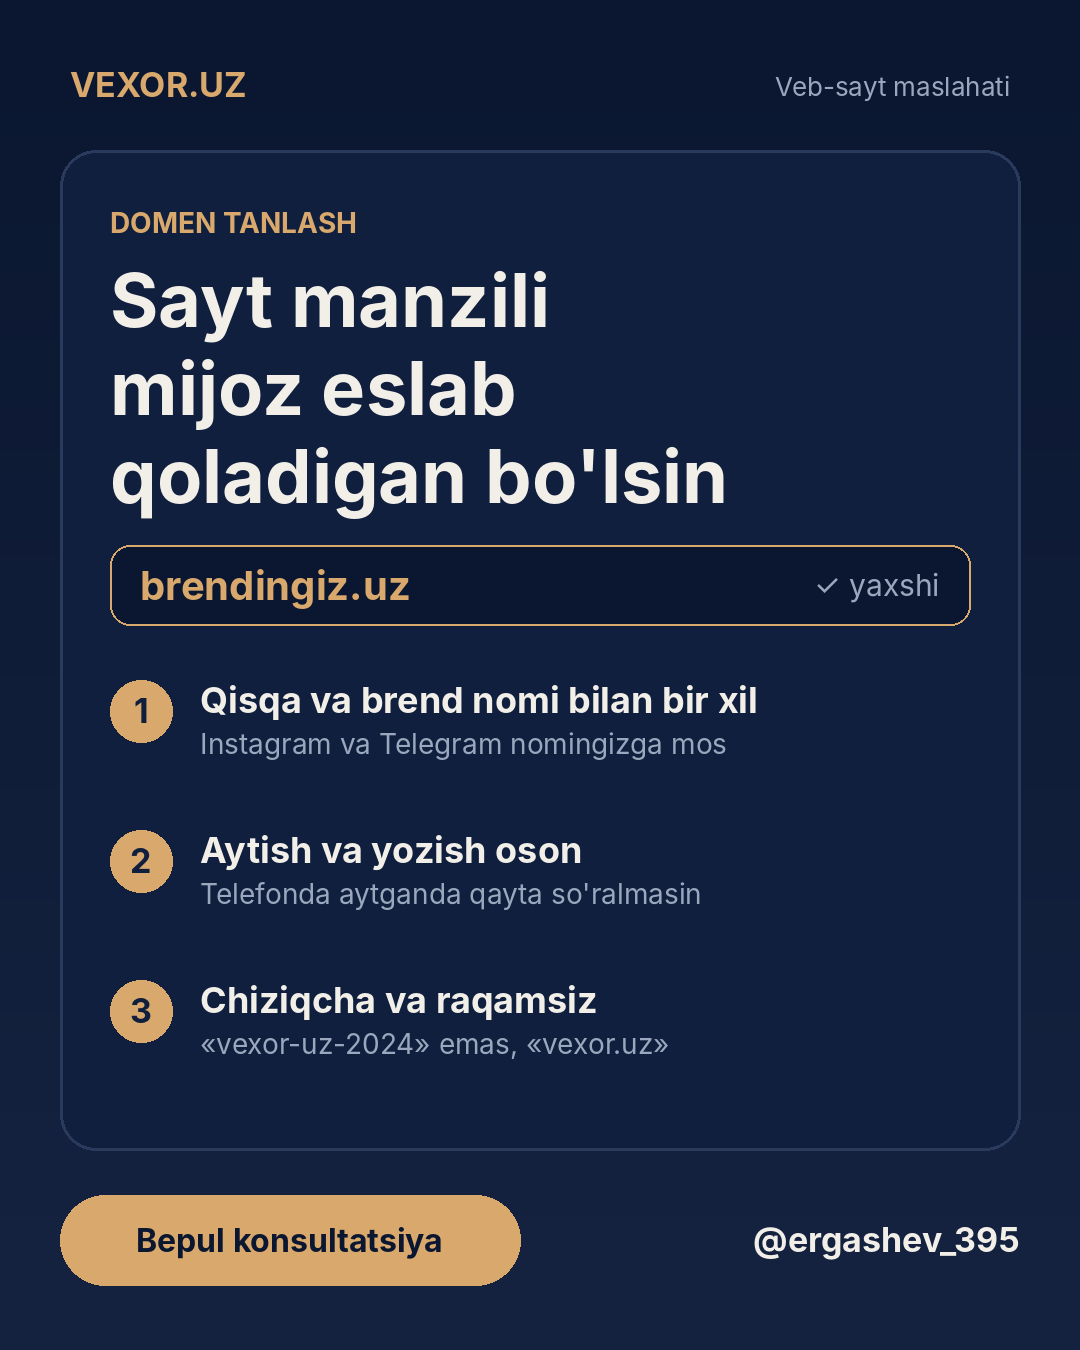 VEXOR.UZ
Veb-sayt maslahati
DOMEN TANLASH
Sayt manzili
mijoz eslab
qoladigan bo'lsin
brendingiz.uz
✓ yaxshi
1
Qisqa va brend nomi bilan bir xil
Instagram va Telegram nomingizga mos
2
Aytish va yozish oson
Telefonda aytganda qayta so'ralmasin
3
Chiziqcha va raqamsiz
«vexor-uz-2024» emas, «vexor.uz»
Bepul konsultatsiya
@ergashev_395